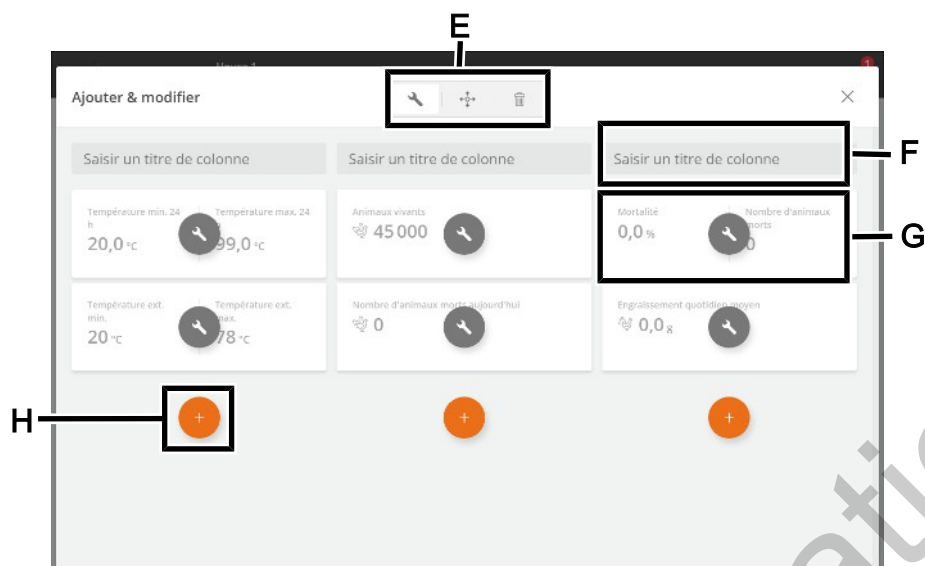 E
1
Ajouter & modifier
Saisir un titre de colonne
Saisir un titre de colonne
Saisir un titre de colonne
F
Température min. 24
h
Température max. 24
20,0 °C
99,0 °C
Animaux vivants
45 000
Mortalité
0,0 %
Nombre d'animaux
morts
0
G
Température ext.
min.
Température ext.
max.
20 °C
78 °C
Nombre d'animaux morts aujourd'hui
0
Engraissement quotidien moyen
0,0 g
H
+
+
+